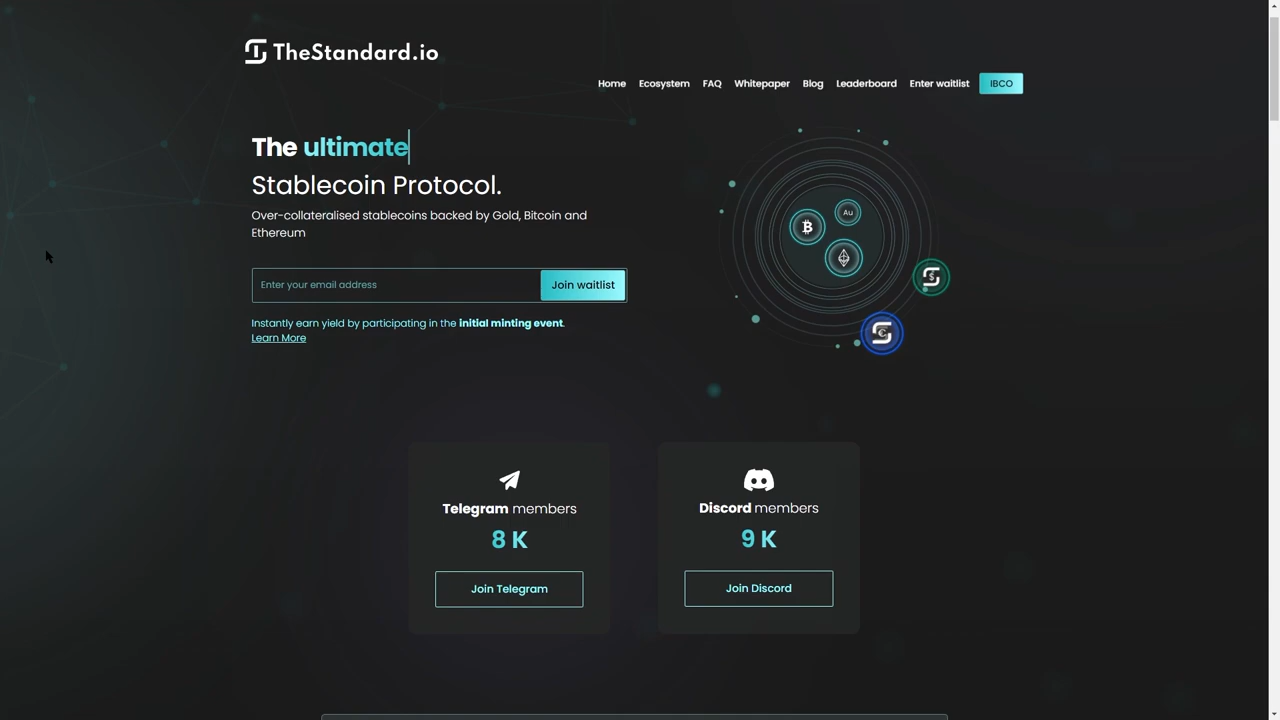 TheStandard.io
Home Ecosystem FAQ Whitepaper Blog Leaderboard Enter waitlist IBCO
The ultimate
Stablecoin Protocol.
Over-collateralised stablecoins backed by Gold, Bitcoin and
Ethereum
Au
Enter your email address Join waitlist
Instantly earn yield by participating in the initial minting event.
Learn More
Telegram members
8 K
Join Telegram
Discord members
9 K
Join Discord